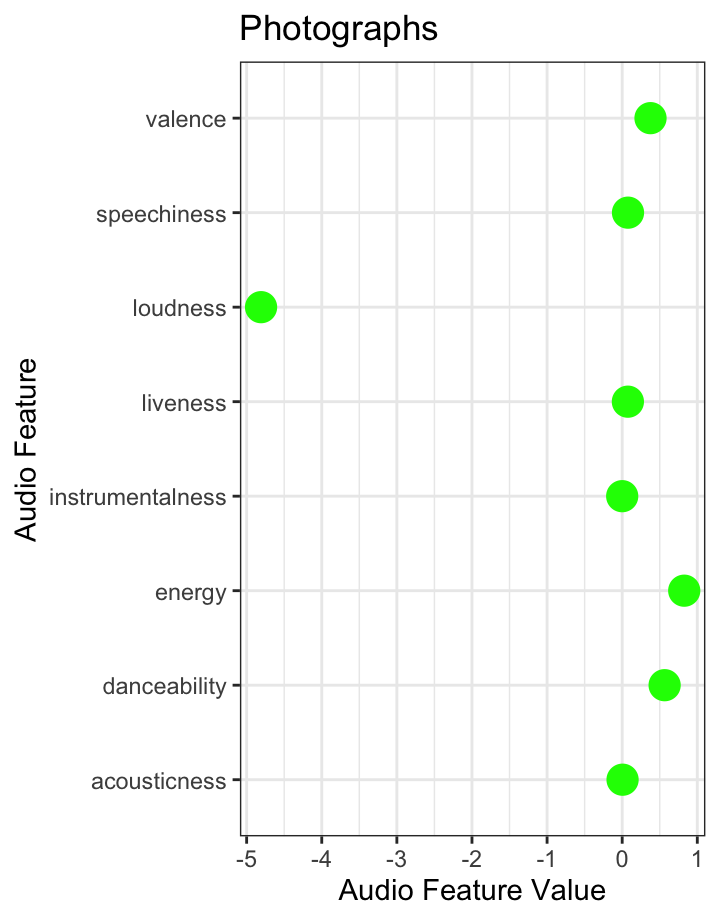 Photographs
valence
speechiness
loudness
liveness
instrumentalness
energy
danceability
acousticness
Audio Feature
-5 -4 -3 -2 -1 0 1
Audio Feature Value